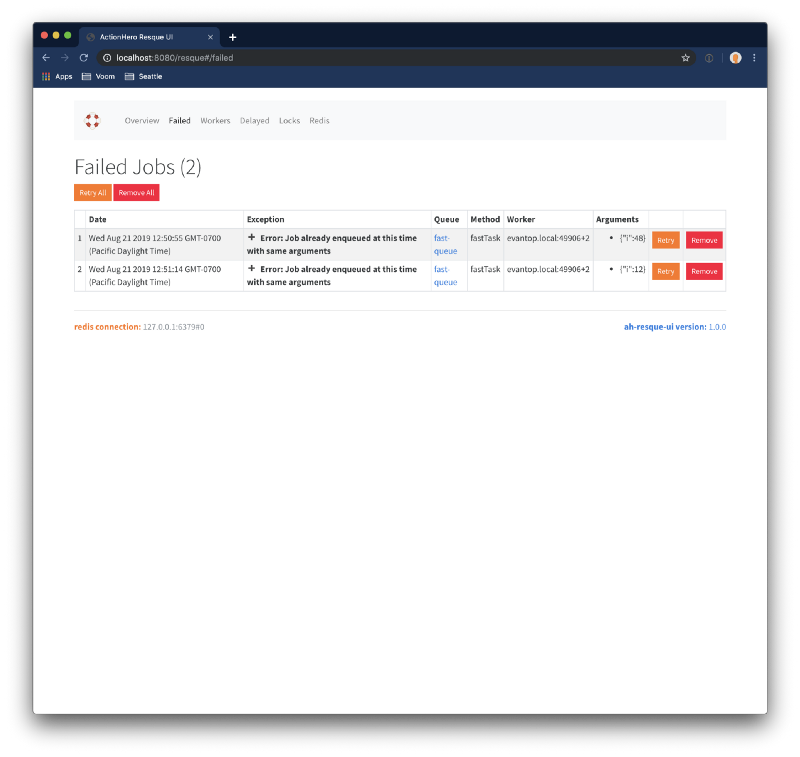 ActionHero Resque UI
localhost:8080/resque#/failed
Apps Voom Seattle
Overview Failed Workers Delayed Locks Redis
Failed Jobs (2)
Retry All Remove All
Date Exception Queue Method Worker Arguments
1 Wed Aug 21 2019 12:50:55 GMT-0700 + Error: Job already enqueued at this time fast- fastTask evantop.local:49906+2 • {"i":48} Retry Remove
(Pacific Daylight Time) with same arguments queue
2 Wed Aug 21 2019 12:51:14 GMT-0700 + Error: Job already enqueued at this time fast- fastTask evantop.local:49906+2 • {"i":12} Retry Remove
(Pacific Daylight Time) with same arguments queue
redis connection: 127.0.0.1:6379#0 ah-resque-ui version: 1.0.0